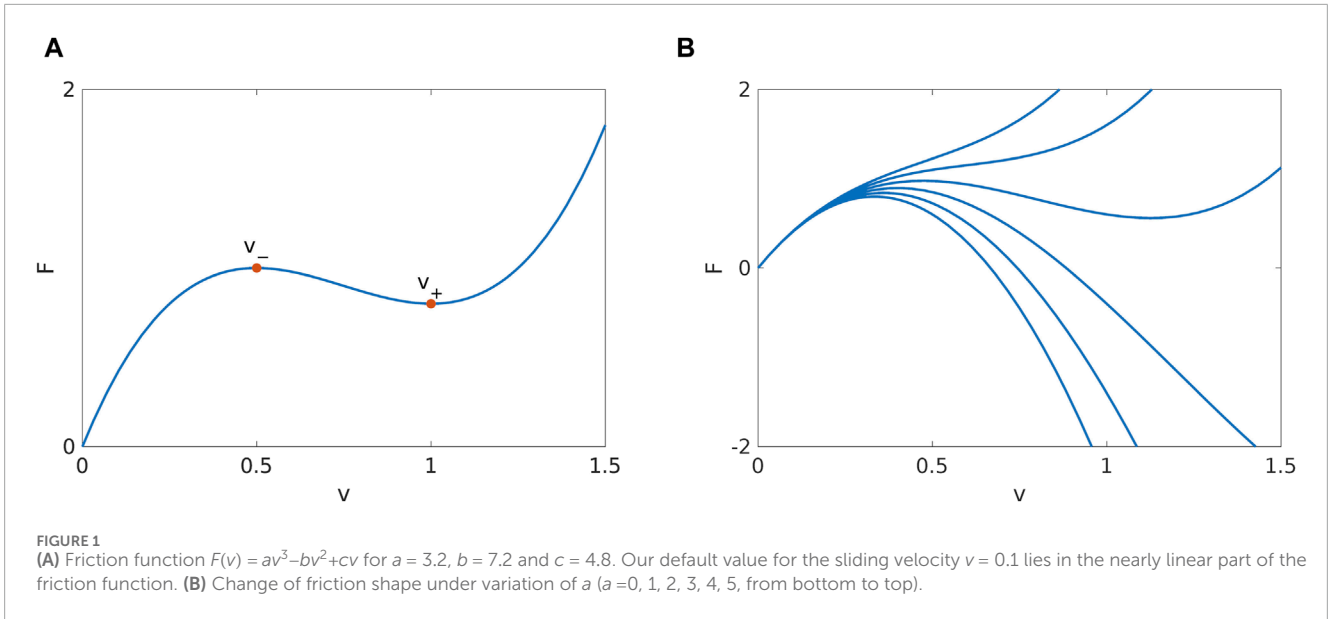 A
B
2
F
0
0
0.5
1
1.5
v
v_
v+
2
F
0
-2
0
0.5
1
1.5
v
FIGURE 1
(A) Friction function F(v) = av³−bv²+cv for a = 3.2, b = 7.2 and c = 4.8. Our default value for the sliding velocity v = 0.1 lies in the nearly linear part of the
friction function. (B) Change of friction shape under variation of a (a =0, 1, 2, 3, 4, 5, from bottom to top).